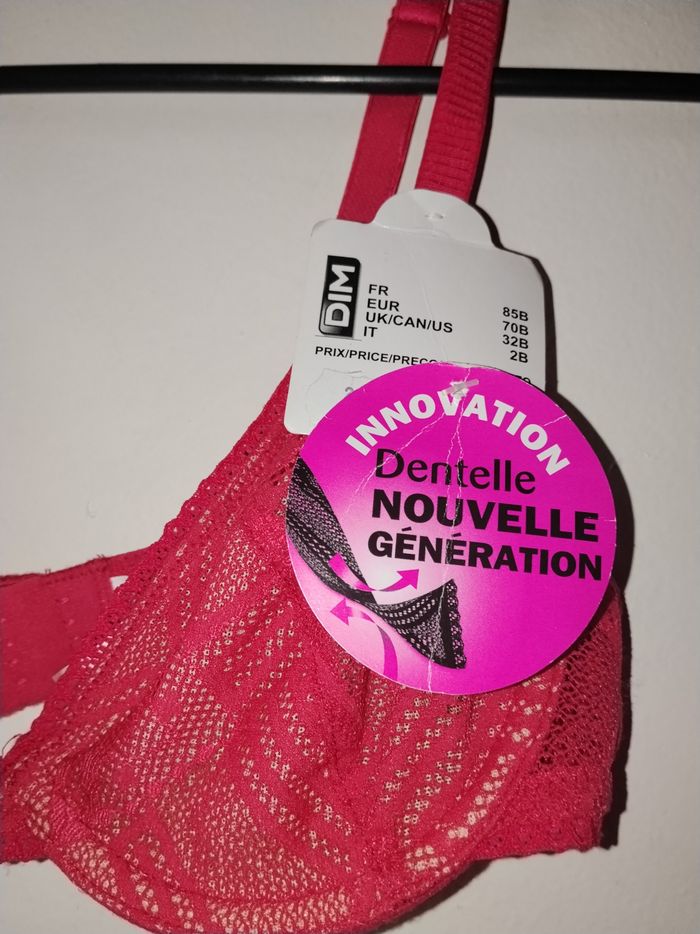 DIM
FR 85B
EUR 70B
UK/CAN/US 32B
IT 2B
PRIX/PRICE/PRECO
INNOVATION
Dentelle
NOUVELLE
GÉNÉRATION